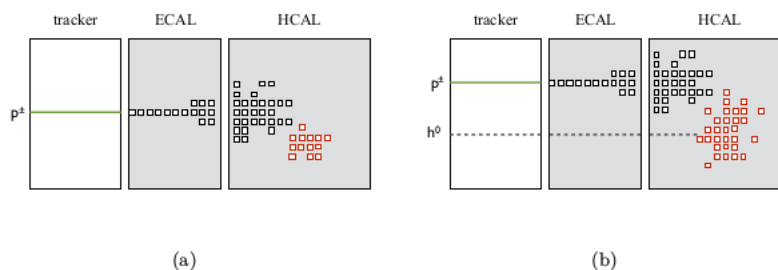 tracker ECAL HCAL
p±
(a)
tracker ECAL HCAL
p±
h⁰
(b)